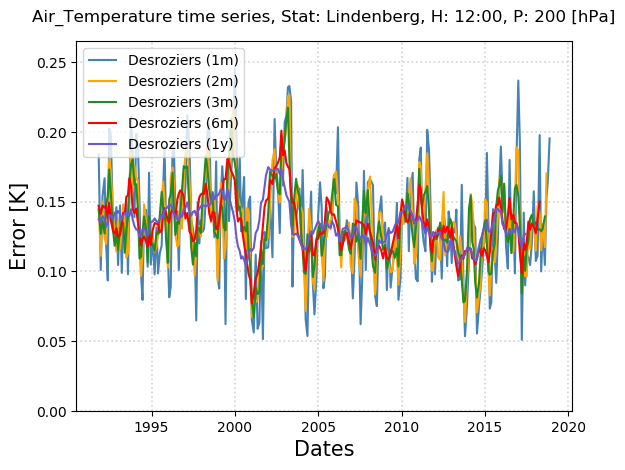 Air_Temperature time series, Stat: Lindenberg, H: 12:00, P: 200 [hPa]
Desroziers (1m)
Desroziers (2m)
Desroziers (3m)
Desroziers (6m)
Desroziers (1y)
Error [K]
0.25
0.20
0.15
0.10
0.05
0.00
1995 2000 2005 2010 2015 2020
Dates